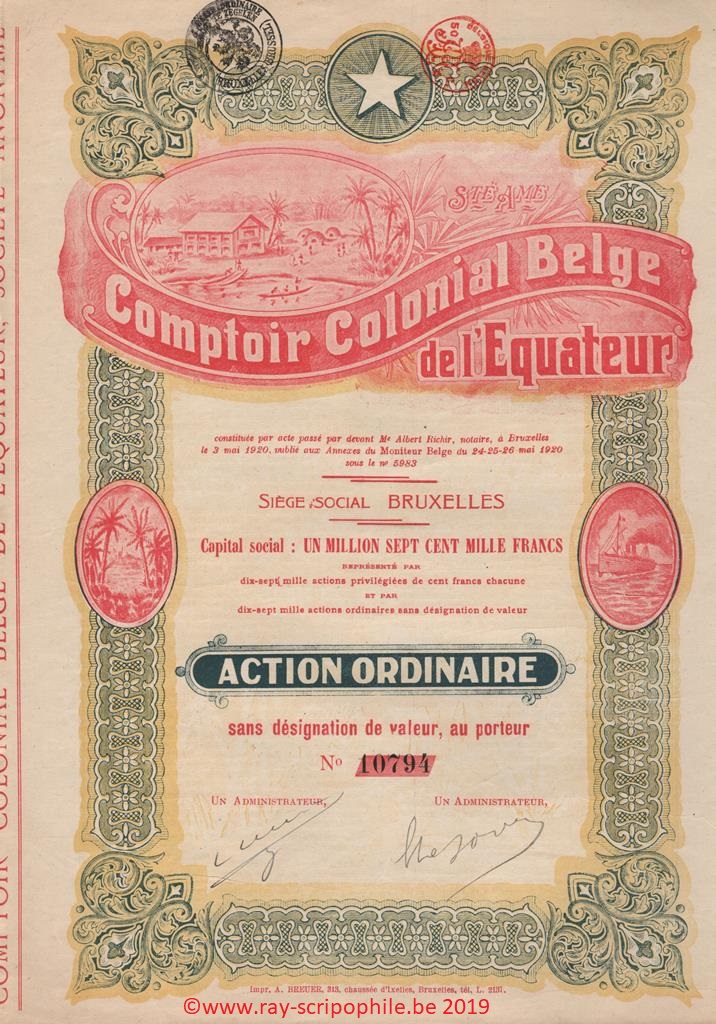 STÉ AME
Comptoir Colonial Belge
de l'Equateur
constituée par acte passé par devant Me Albert Richir, notaire, à Bruxelles
le 3 mai 1920, publié aux Annexes du Moniteur Belge du 24-25-26 mai 1920
sous le no 5983
SIÈGE SOCIAL BRUXELLES
Capital social : UN MILLION SEPT CENT MILLE FRANCS
REPRÉSENTÉ PAR
dix-sept mille actions privilégiées de cent francs chacune
ET PAR
dix-sept mille actions ordinaires sans désignation de valeur
ACTION ORDINAIRE
sans désignation de valeur, au porteur
No 10794
UN ADMINISTRATEUR,
UN ADMINISTRATEUR,
Impr. A. BREUER, 313, chaussée d'Ixelles, Bruxelles, tél. L. 2137.
©www.ray-scripophile.be 2019
COMPTOIR COLONIAL BELGE DE L'EQUATEUR, SOCIÉTÉ ANONYME